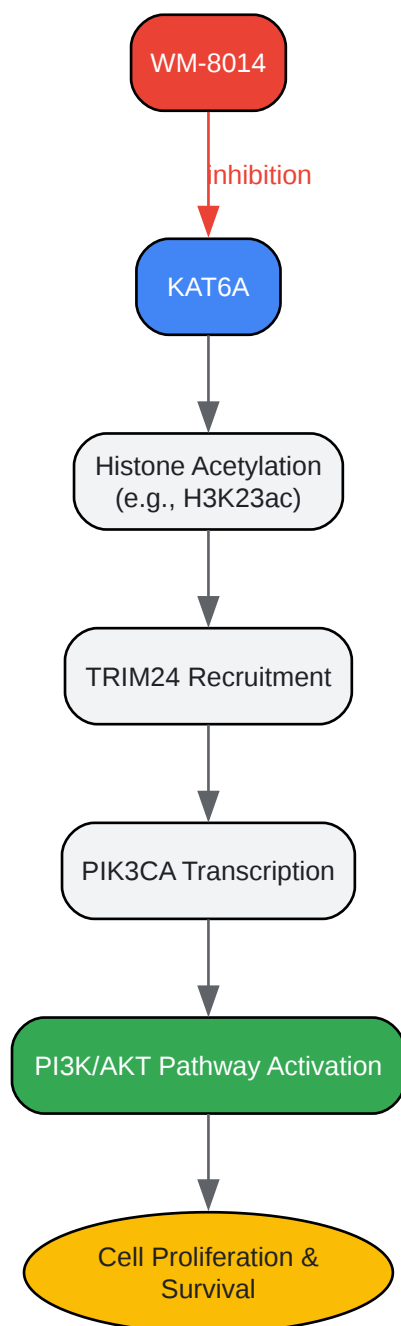 WM-8014
inhibition
KAT6A
Histone Acetylation
(e.g., H3K23ac)
TRIM24 Recruitment
PIK3CA Transcription
PI3K/AKT Pathway Activation
Cell Proliferation &
Survival